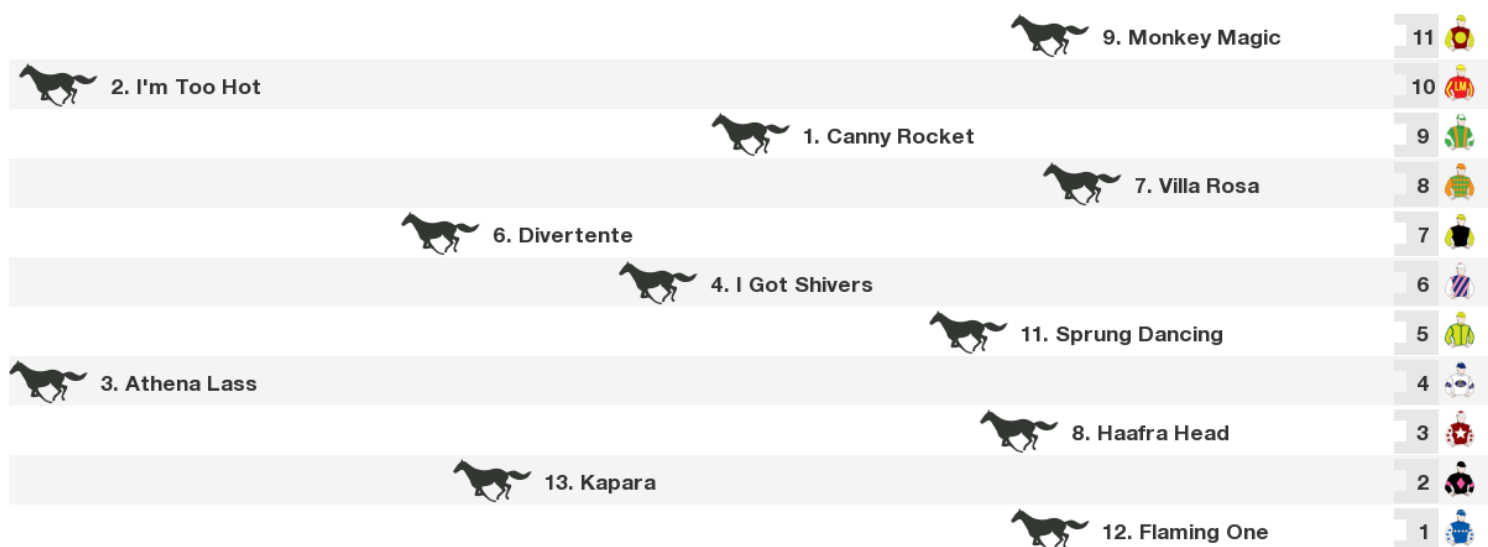 9. Monkey Magic 11
2. I'm Too Hot 10 LM
1. Canny Rocket 9
7. Villa Rosa 8
6. Divertente 7
4. I Got Shivers 6
11. Sprung Dancing 5
3. Athena Lass 4
8. Haafra Head 3
13. Kapara 2
12. Flaming One 1